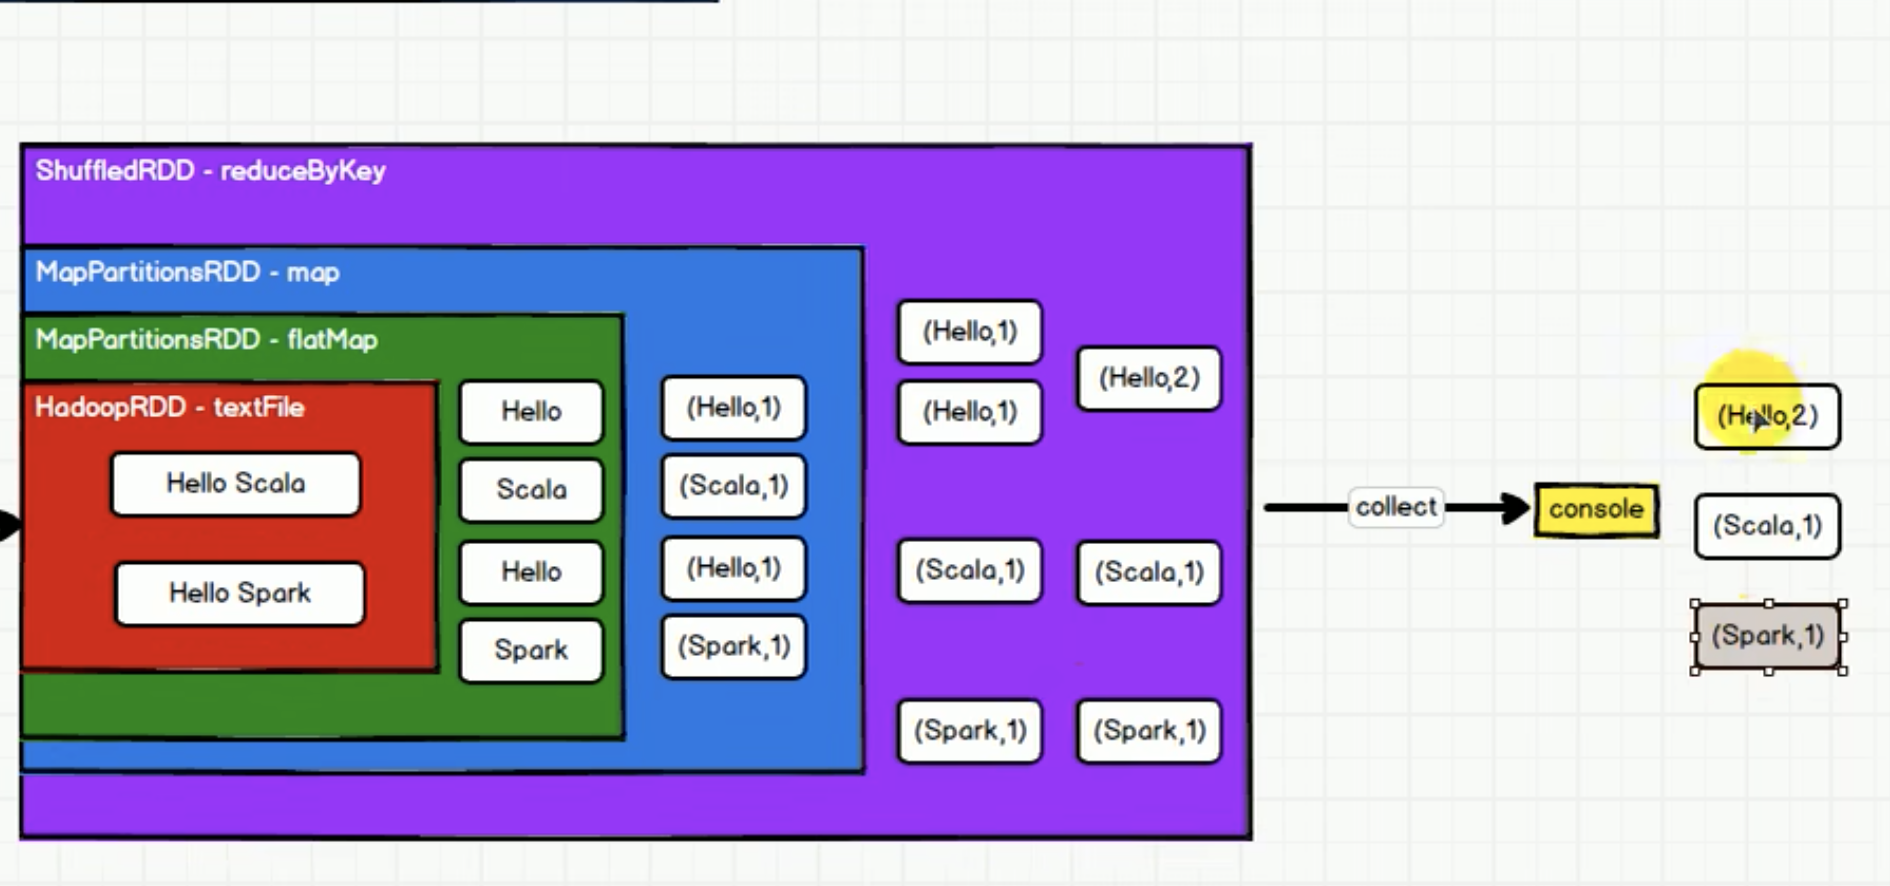 ShuffledRDD - reduceByKey
MapPartitionsRDD - map
MapPartitionsRDD - flatMap
HadoopRDD - textFile
Hello Scala
Hello Spark
Hello
Scala
Hello
Spark
(Hello,1)
(Scala,1)
(Hello,1)
(Spark,1)
(Hello,1)
(Hello,1)
(Scala,1)
(Spark,1)
(Hello,2)
(Scala,1)
(Spark,1)
collect
console
(Hello,2)
(Scala,1)
(Spark,1)